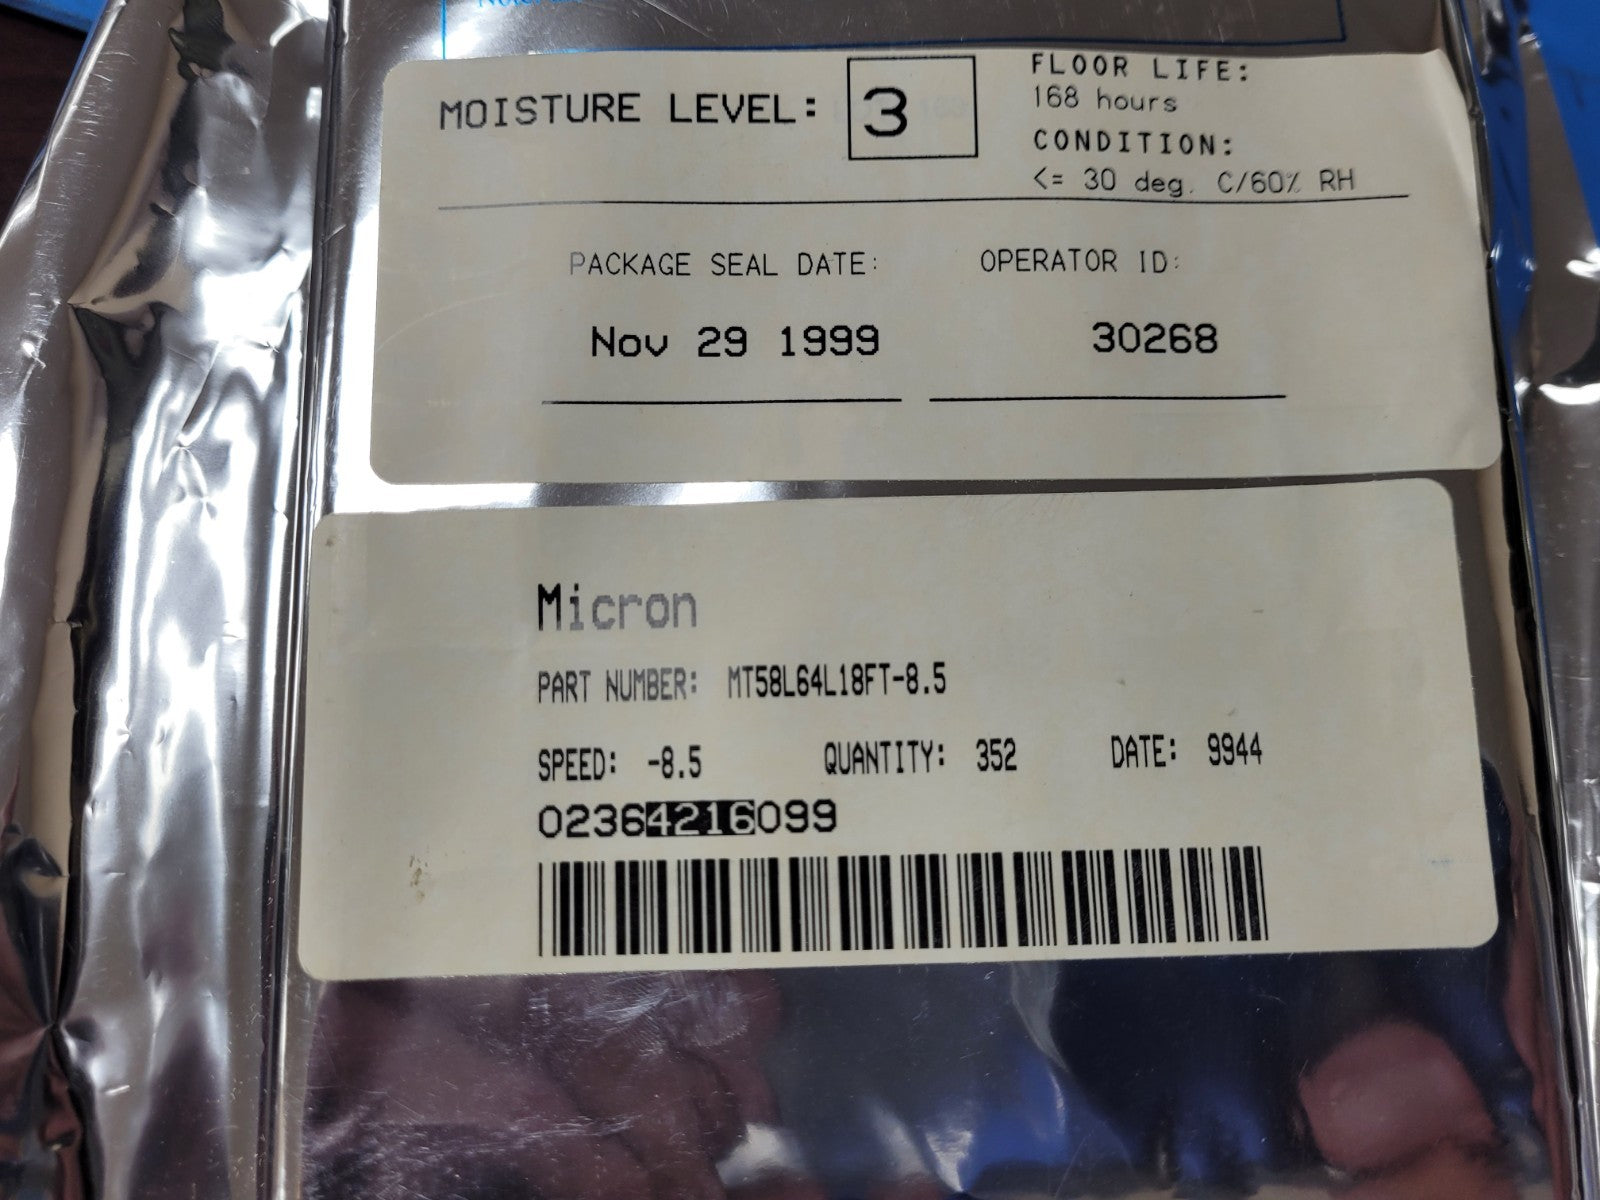 MOISTURE LEVEL: 3
FLOOR LIFE:
168 hours
CONDITION:
<= 30 deg. C/60% RH
PACKAGE SEAL DATE: OPERATOR ID:
Nov 29 1999 30268
Micron
PART NUMBER: MT58L64L18FT-8.5
SPEED: -8.5 QUANTITY: 352 DATE: 9944
02364216099